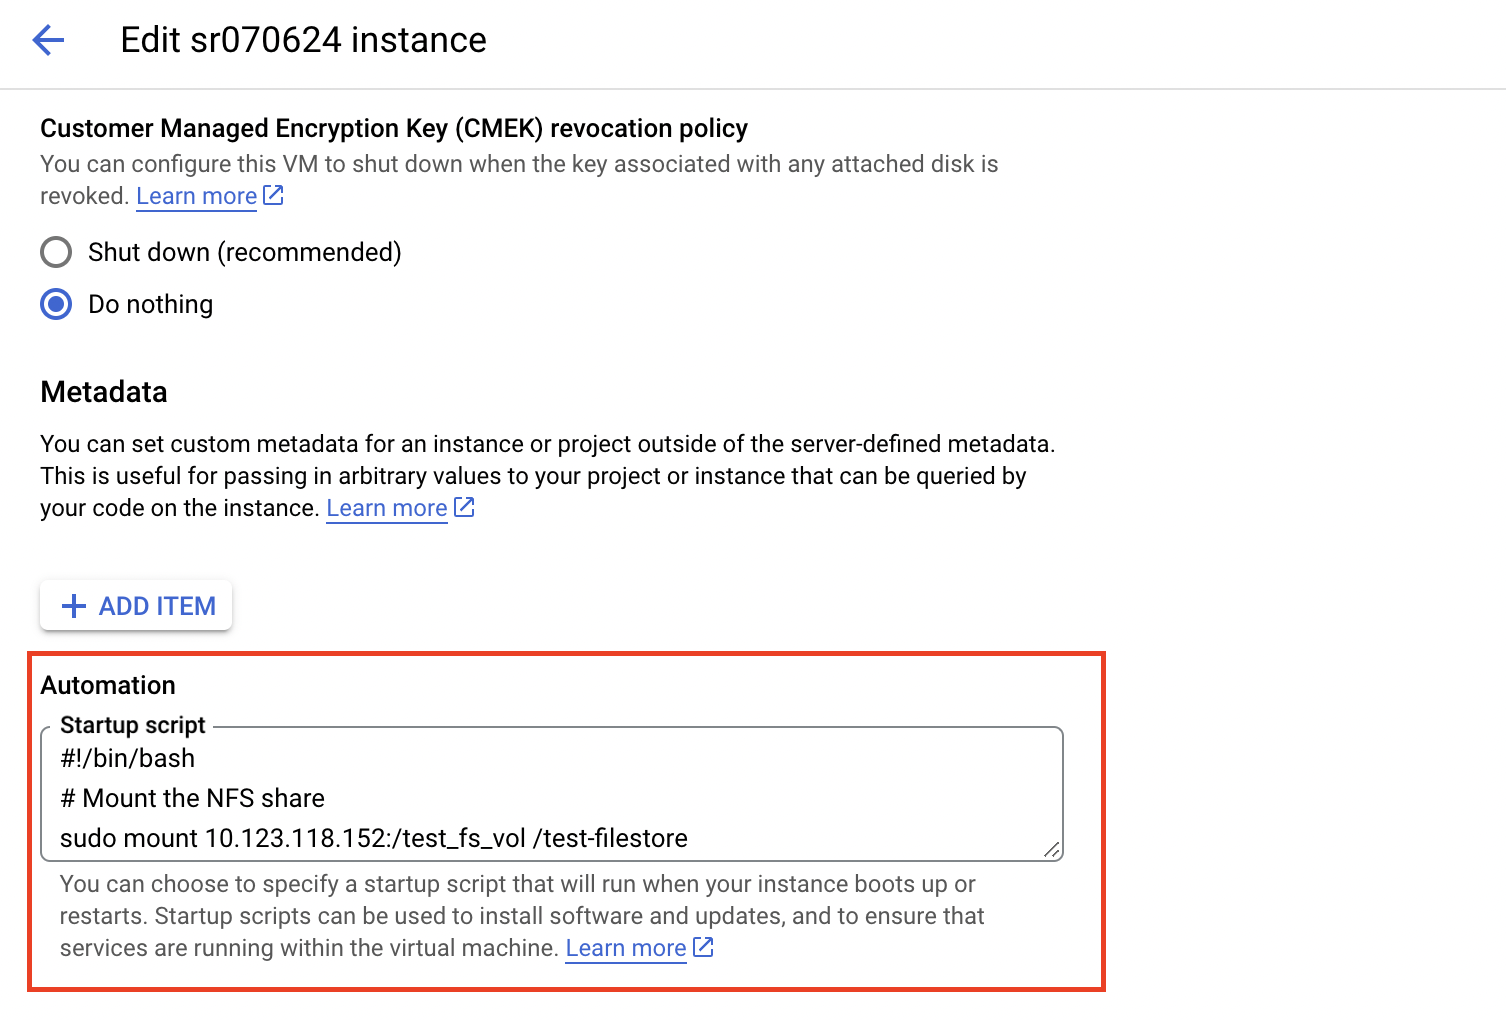 Edit sr070624 instance
Customer Managed Encryption Key (CMEK) revocation policy
You can configure this VM to shut down when the key associated with any attached disk is
revoked. Learn more
Shut down (recommended)
Do nothing
Metadata
You can set custom metadata for an instance or project outside of the server-defined metadata.
This is useful for passing in arbitrary values to your project or instance that can be queried by
your code on the instance. Learn more
ADD ITEM
Automation
Startup script
#!/bin/bash
# Mount the NFS share
sudo mount 10.123.118.152:/test_fs_vol /test-filestore
You can choose to specify a startup script that will run when your instance boots up or
restarts. Startup scripts can be used to install software and updates, and to ensure that
services are running within the virtual machine. Learn more